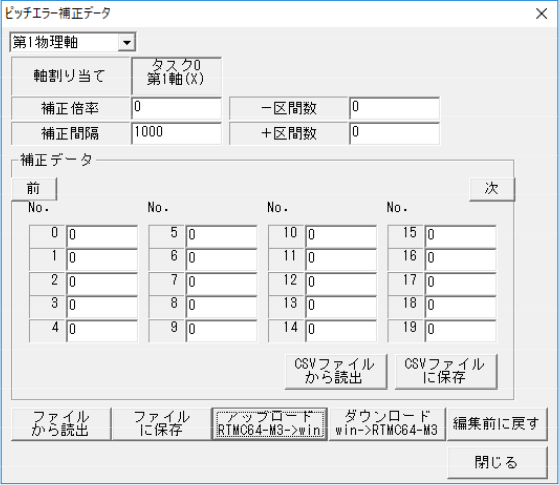 ピッチエラー補正データ
第1物理軸
軸割り当て
タスク0
第1軸(X)
補正倍率 0 −区間数 0
補正間隔 1000 +区間数 0
補正データ
前 次
No. No. No. No.
0 0 5 0 10 0 15 0
1 0 6 0 11 0 16 0
2 0 7 0 12 0 17 0
3 0 8 0 13 0 18 0
4 0 9 0 14 0 19 0
CSVファイル
から読出
CSVファイル
に保存
ファイル
から読出
ファイル
に保存
アップロード
RTMC64-M3->win
ダウンロード
win->RTMC64-M3
編集前に戻す
閉じる